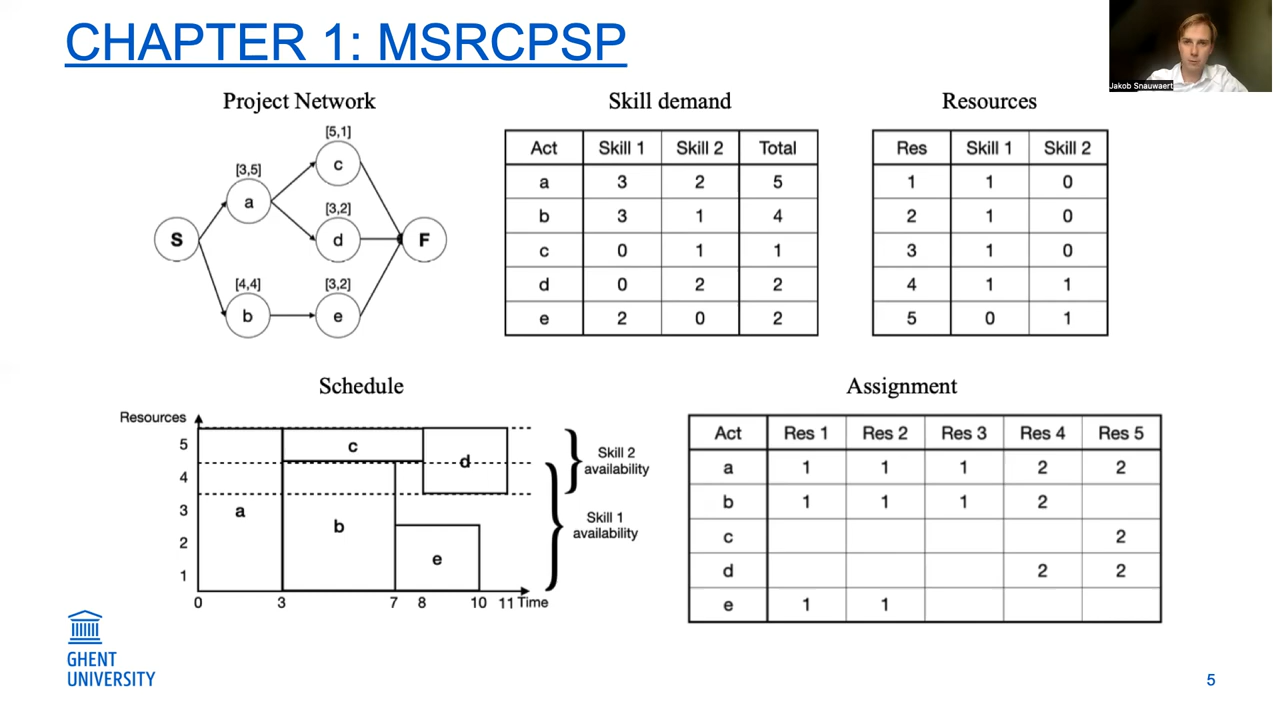 CHAPTER 1: MSRCPSP
Jakob Snauwaert
Project Network
[5,1]
c
[3,5]
a
[3,2]
d
S
F
[4,4]
b
[3,2]
e
Skill demand
Act Skill 1 Skill 2 Total
a 3 2 5
b 3 1 4
c 0 1 1
d 0 2 2
e 2 0 2
Resources
Res Skill 1 Skill 2
1 1 0
2 1 0
3 1 0
4 1 1
5 0 1
Schedule
Resources
5
4
3
2
1
a
c
b
d
e
0 3 7 8 10 11 Time
Skill 2
availability
Skill 1
availability
Assignment
Act Res 1 Res 2 Res 3 Res 4 Res 5
a 1 1 1 2 2
b 1 1 1 2
c 2
d 2 2
e 1 1
GHENT
UNIVERSITY
5